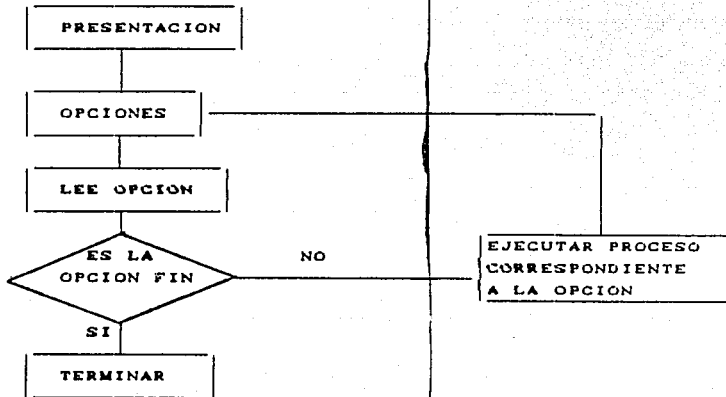 PRESENTACION
OPCIONES
LEE OPCION
ES LA
OPCION FIN
NO
EJECUTAR PROCESO
CORRESPONDIENTE
A LA OPCION
SI
TERMINAR